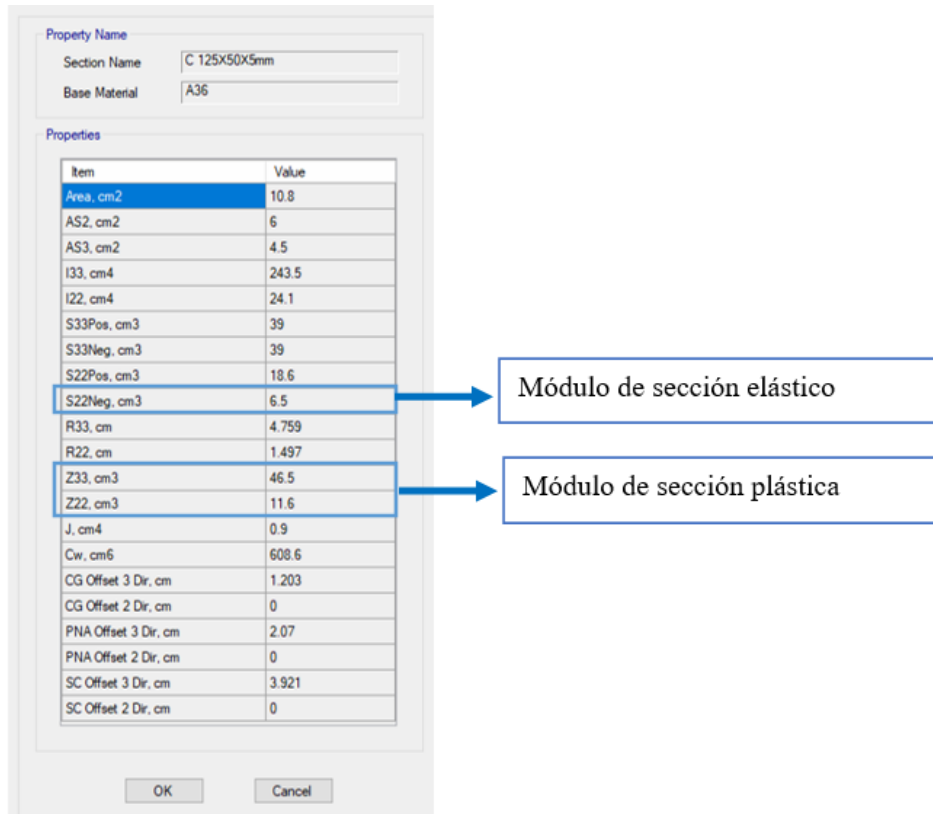 Property Name
Section Name C 125X50X5mm
Base Material A36
Properties
Item Value
Area, cm2 10.8
AS2, cm2 6
AS3, cm2 4.5
I33, cm4 243.5
I22, cm4 24.1
S33Pos, cm3 39
S33Neg, cm3 39
S22Pos, cm3 18.6
S22Neg, cm3 6.5
R33, cm 4.759
R22, cm 1.497
Z33, cm3 46.5
Z22, cm3 11.6
J, cm4 0.9
Cw, cm6 608.6
CG Offset 3 Dir, cm 1.203
CG Offset 2 Dir, cm 0
PNA Offset 3 Dir, cm 2.07
PNA Offset 2 Dir, cm 0
SC Offset 3 Dir, cm 3.921
SC Offset 2 Dir, cm 0
OK Cancel
Módulo de sección elástico
Módulo de sección plástica